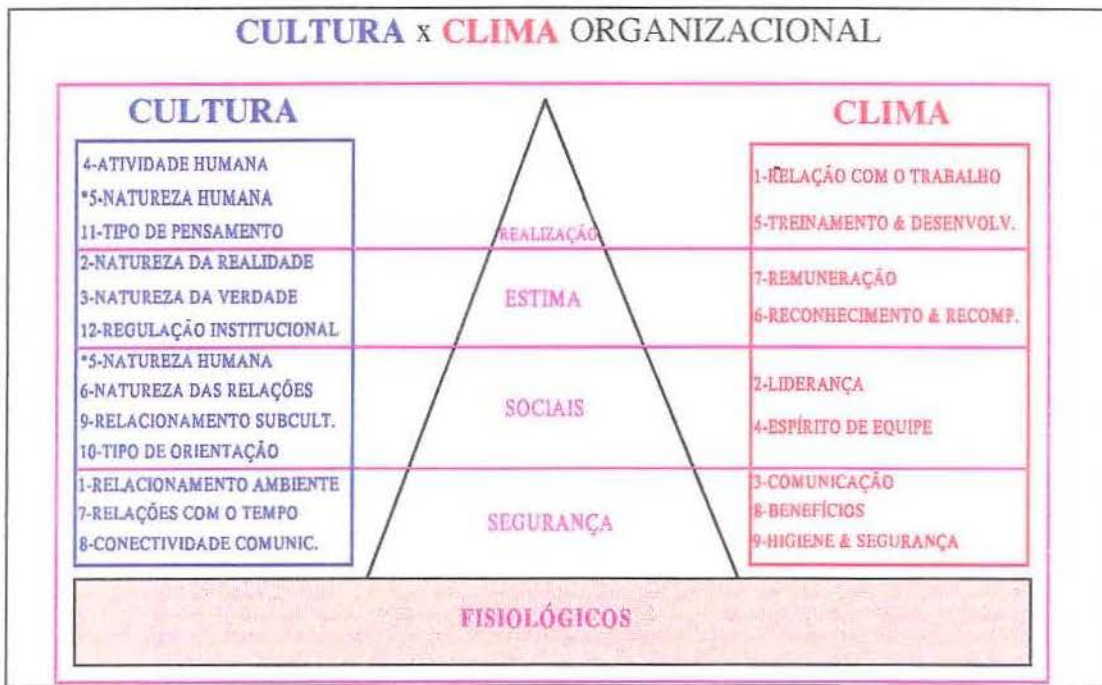 CULTURA x CLIMA ORGANIZACIONAL
CULTURA
4-ATIVIDADE HUMANA
*5-NATUREZA HUMANA
11-TIPO DE PENSAMENTO
2-NATUREZA DA REALIDADE
3-NATUREZA DA VERDADE
12-REGULAÇÃO INSTITUCIONAL
*5-NATUREZA HUMANA
6-NATUREZA DAS RELAÇÕES
9-RELACIONAMENTO SUBCULT.
10-TIPO DE ORIENTAÇÃO
1-RELACIONAMENTO AMBIENTE
7-RELAÇÕES COM O TEMPO
8-CONECTIVIDADE COMUNIC.
REALIZAÇÃO
ESTIMA
SOCIAIS
SEGURANÇA
CLIMA
1-RELAÇÃO COM O TRABALHO
5-TREINAMENTO & DESENVOLV.
7-REMUNERAÇÃO
6-RECONHECIMENTO & RECOMP.
2-LIDERANÇA
4-ESPÍRITO DE EQUIPE
3-COMUNICAÇÃO
8-BENEFÍCIOS
9-HIGIENE & SEGURANÇA
FISIOLÓGICOS